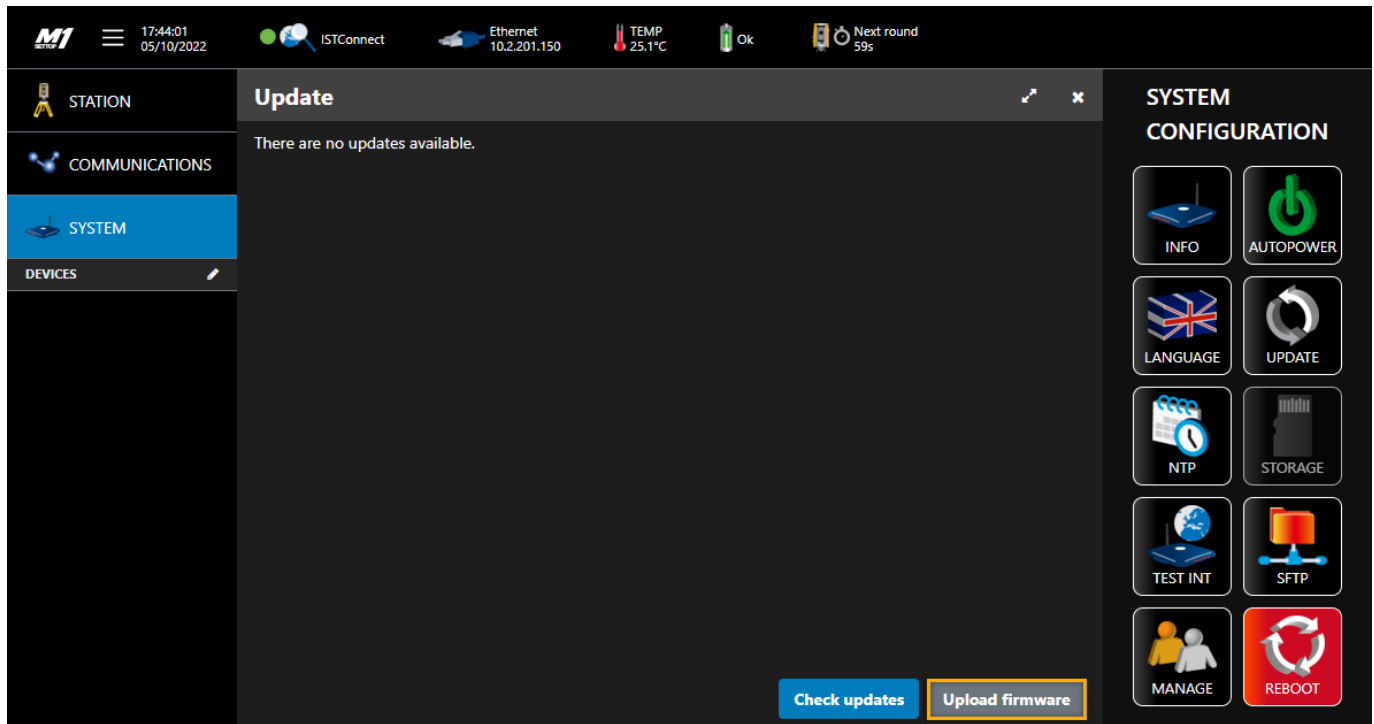 M1
SETTOP
17:44:01
05/10/2022
ISTConnect
Ethernet
10.2.201.150
TEMP
25.1°C
Ok
Next round
59s
STATION
COMMUNICATIONS
SYSTEM
DEVICES
Update
There are no updates available.
Check updates
Upload firmware
SYSTEM
CONFIGURATION
INFO
AUTOPOWER
LANGUAGE
UPDATE
NTP
STORAGE
TEST INT
SFTP
MANAGE
REBOOT